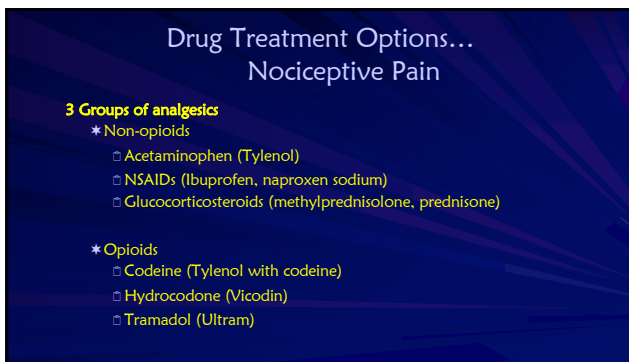 Drug Treatment Options…
Nociceptive Pain
3 Groups of analgesics
Non-opioids
Acetaminophen (Tylenol)
NSAIDs (Ibuprofen, naproxen sodium)
Glucocorticosteroids (methylprednisolone, prednisone)
Opioids
Codeine (Tylenol with codeine)
Hydrocodone (Vicodin)
Tramadol (Ultram)